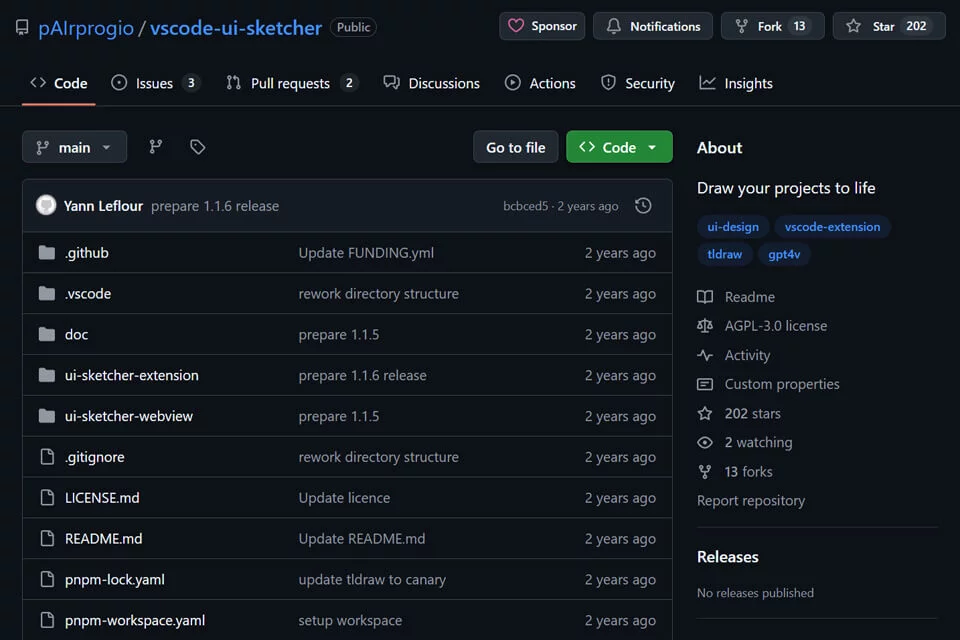 pAIrprogio / vscode-ui-sketcher Public Sponsor Notifications Fork 13 Star 202
Code Issues 3 Pull requests 2 Discussions Actions Security Insights
main Go to file Code
Yann Leflour prepare 1.1.6 release bcbced5 · 2 years ago
.github Update FUNDING.yml 2 years ago
.vscode rework directory structure 2 years ago
doc prepare 1.1.5 2 years ago
ui-sketcher-extension prepare 1.1.6 release 2 years ago
ui-sketcher-webview prepare 1.1.5 2 years ago
.gitignore rework directory structure 2 years ago
LICENSE.md Update licence 2 years ago
README.md Update README.md 2 years ago
pnpm-lock.yaml update tldraw to canary 2 years ago
pnpm-workspace.yaml setup workspace 2 years ago
About
Draw your projects to life
ui-design vscode-extension
tldraw gpt4v
Readme
AGPL-3.0 license
Activity
Custom properties
202 stars
2 watching
13 forks
Report repository
Releases
No releases published